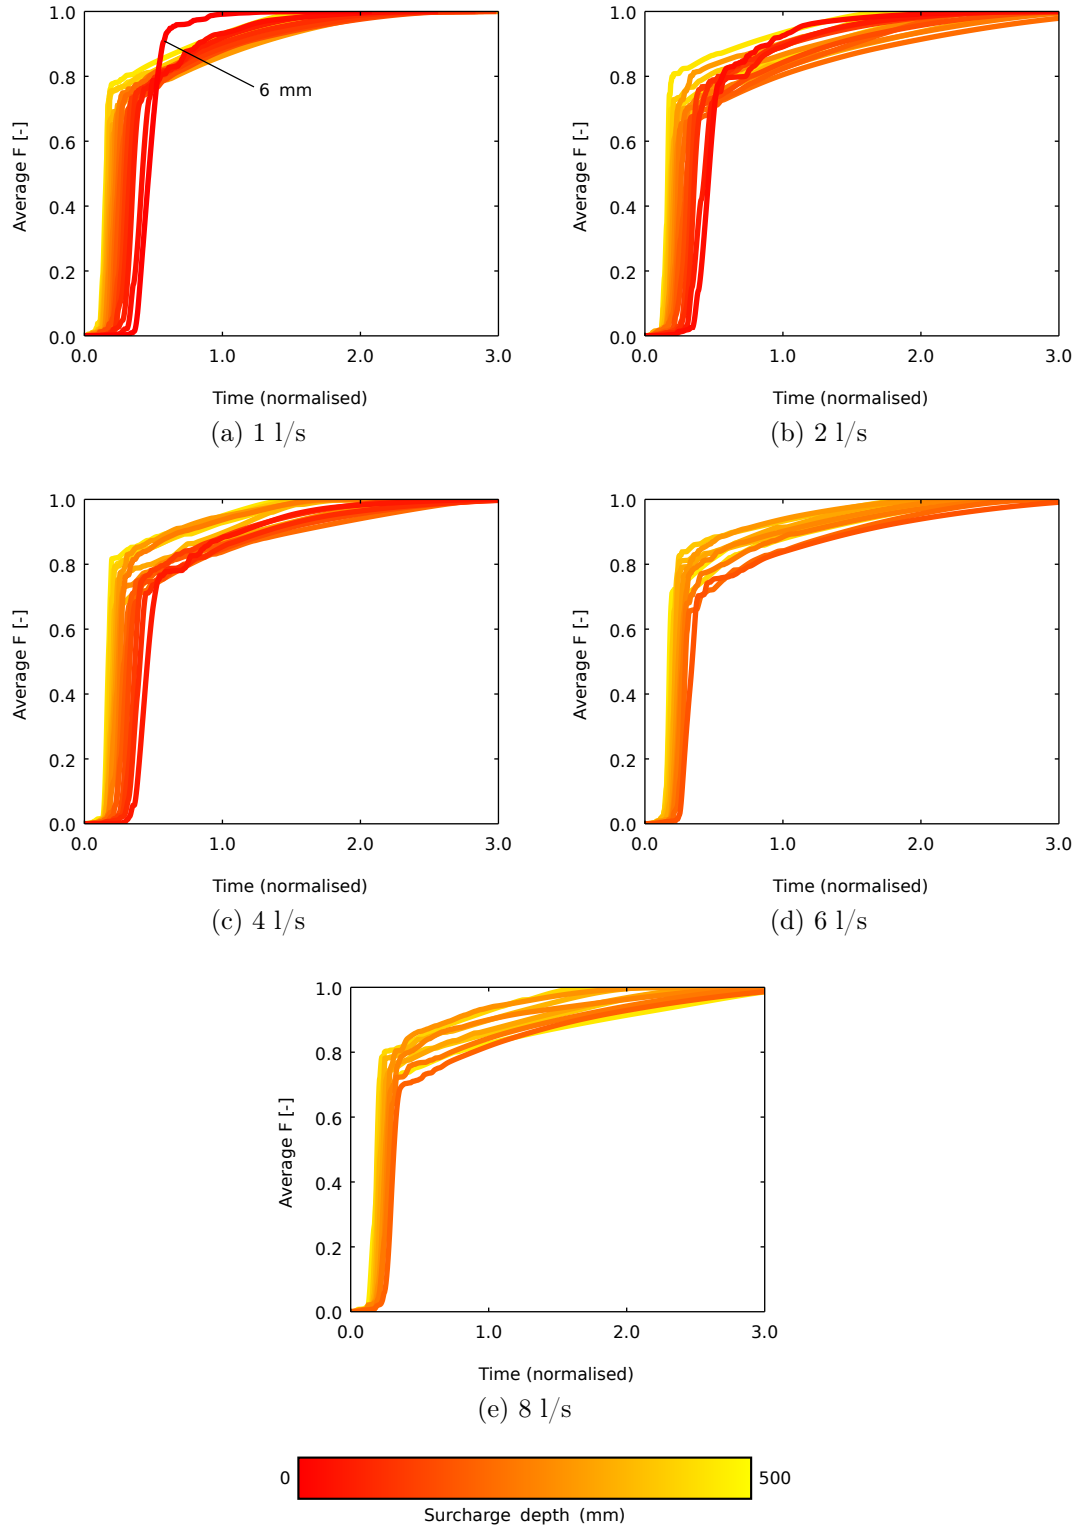 1.0
0.8
0.6
0.4
0.2
0.0
Average F [-]
6 mm
0.0 1.0 2.0 3.0
Time (normalised)
(a) 1 l/s
1.0
0.8
0.6
0.4
0.2
0.0
Average F [-]
0.0 1.0 2.0 3.0
Time (normalised)
(b) 2 l/s
1.0
0.8
0.6
0.4
0.2
0.0
Average F [-]
0.0 1.0 2.0 3.0
Time (normalised)
(c) 4 l/s
1.0
0.8
0.6
0.4
0.2
0.0
Average F [-]
0.0 1.0 2.0 3.0
Time (normalised)
(d) 6 l/s
1.0
0.8
0.6
0.4
0.2
0.0
Average F [-]
0.0 1.0 2.0 3.0
Time (normalised)
(e) 8 l/s
0 500
Surcharge depth (mm)